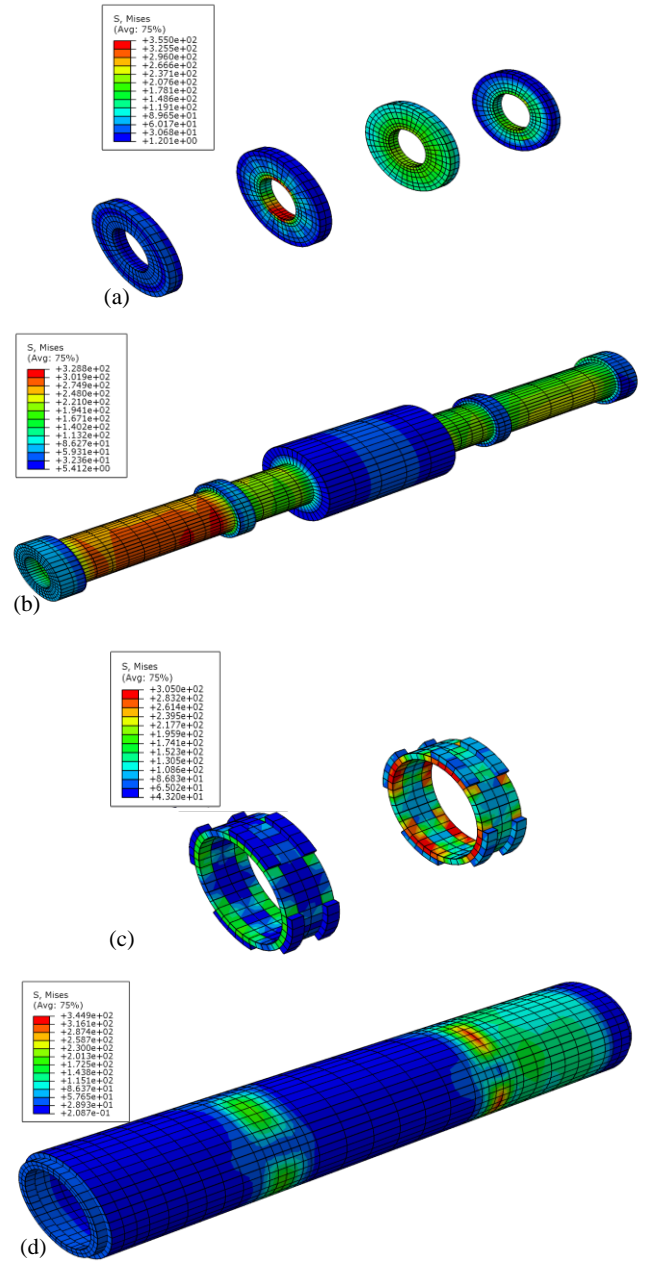 S, Mises
(Avg: 75%)
+3.550e+02
+3.255e+02
+2.960e+02
+2.666e+02
+2.371e+02
+2.076e+02
+1.781e+02
+1.486e+02
+1.191e+02
+8.965e+01
+6.017e+01
+3.068e+01
+1.201e+00
(a)
S, Mises
(Avg: 75%)
+3.288e+02
+3.019e+02
+2.749e+02
+2.480e+02
+2.210e+02
+1.941e+02
+1.671e+02
+1.402e+02
+1.132e+02
+8.627e+01
+5.931e+01
+3.236e+01
+5.412e+00
(b)
S, Mises
(Avg: 75%)
+3.050e+02
+2.832e+02
+2.614e+02
+2.395e+02
+2.177e+02
+1.959e+02
+1.741e+02
+1.523e+02
+1.305e+02
+1.086e+02
+8.683e+01
+6.502e+01
+4.320e+01
(c)
S, Mises
(Avg: 75%)
+3.449e+02
+3.161e+02
+2.874e+02
+2.587e+02
+2.300e+02
+2.013e+02
+1.725e+02
+1.438e+02
+1.151e+02
+8.637e+01
+5.765e+01
+2.893e+01
+2.087e-01
(d)